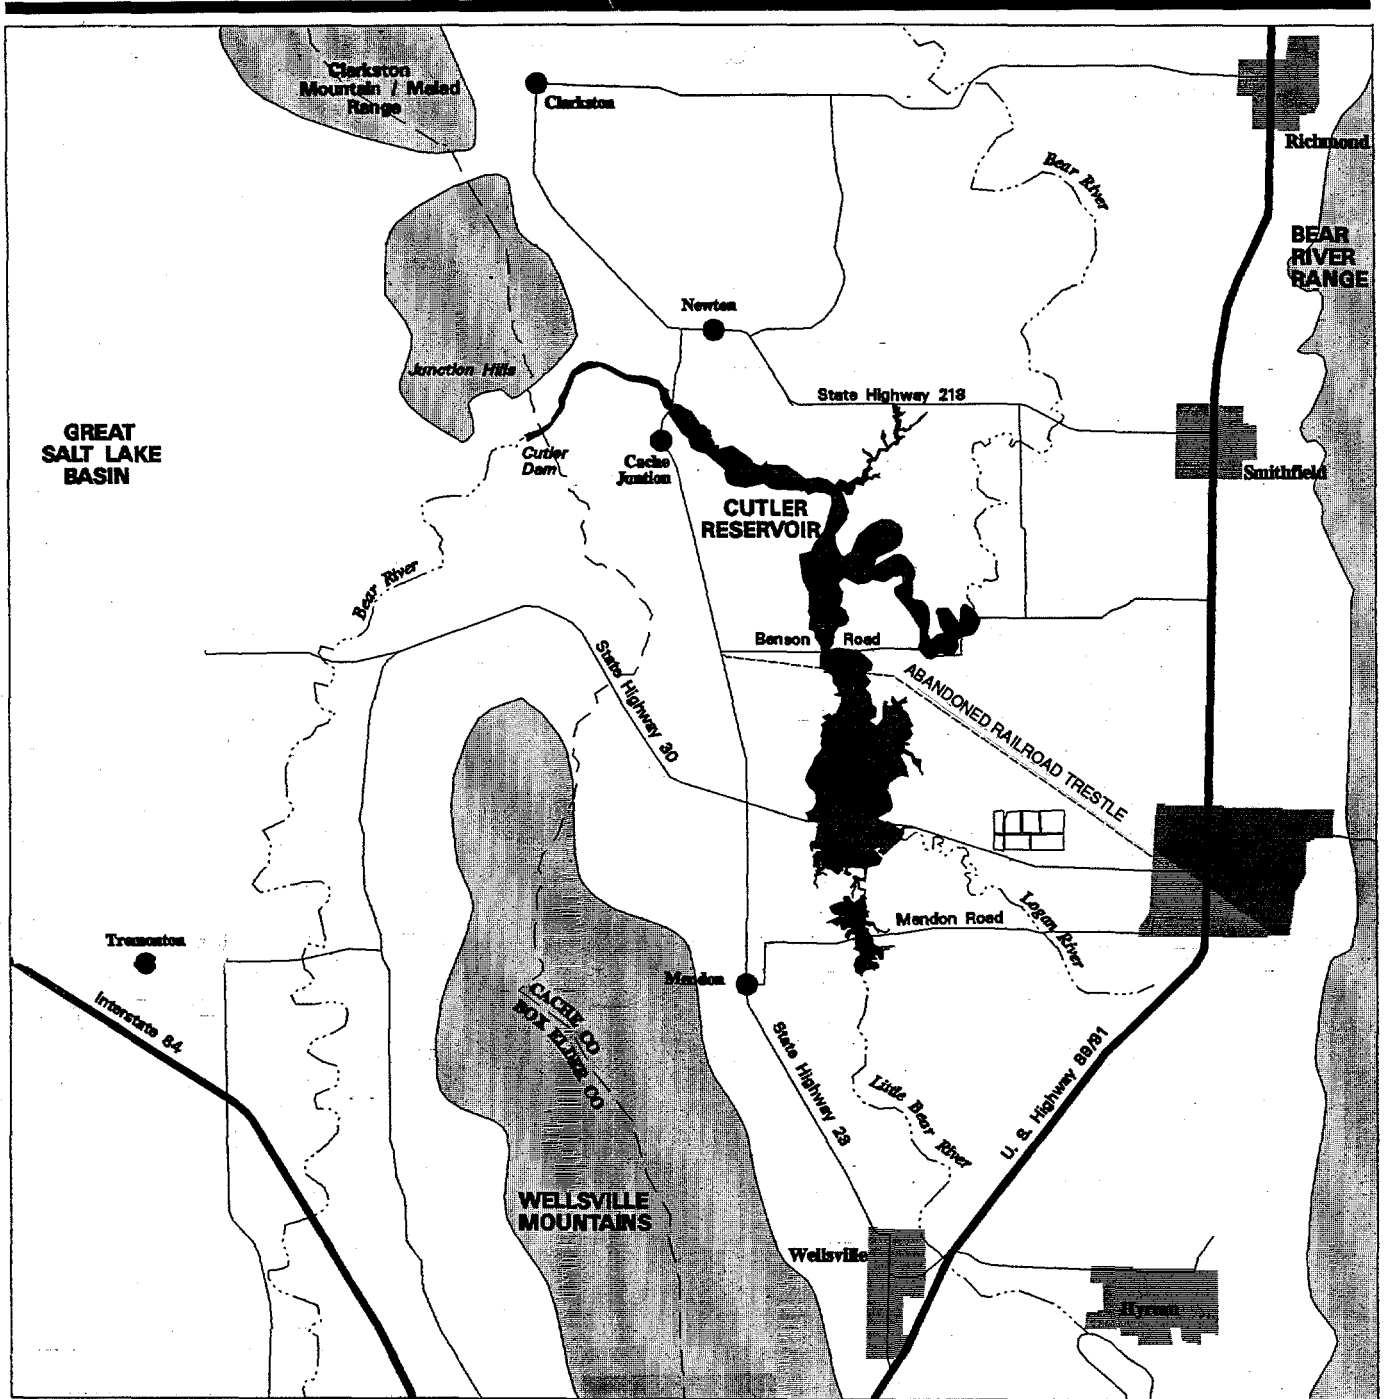 Clarkston
Mountain / Malad
Range
Clarkston
Richmond
Bear River
BEAR
RIVER
RANGE
Newton
Junction Hills
State Highway 218
GREAT
SALT LAKE
BASIN
Cutler
Dam
Cache
Juntion
Smithfield
CUTLER
RESERVOIR
Bear River
Benson Road
State Highway 30
ABANDONED RAILROAD TRESTLE
Logan River
Mendon Road
Tremonton
Mendon
Interstate 84
CACHE CO
BOX ELDER CO
State Highway 23
U. S. Highway 89/91
Little Bear River
WELLSVILLE
MOUNTAINS
Wellsville
Hyrum